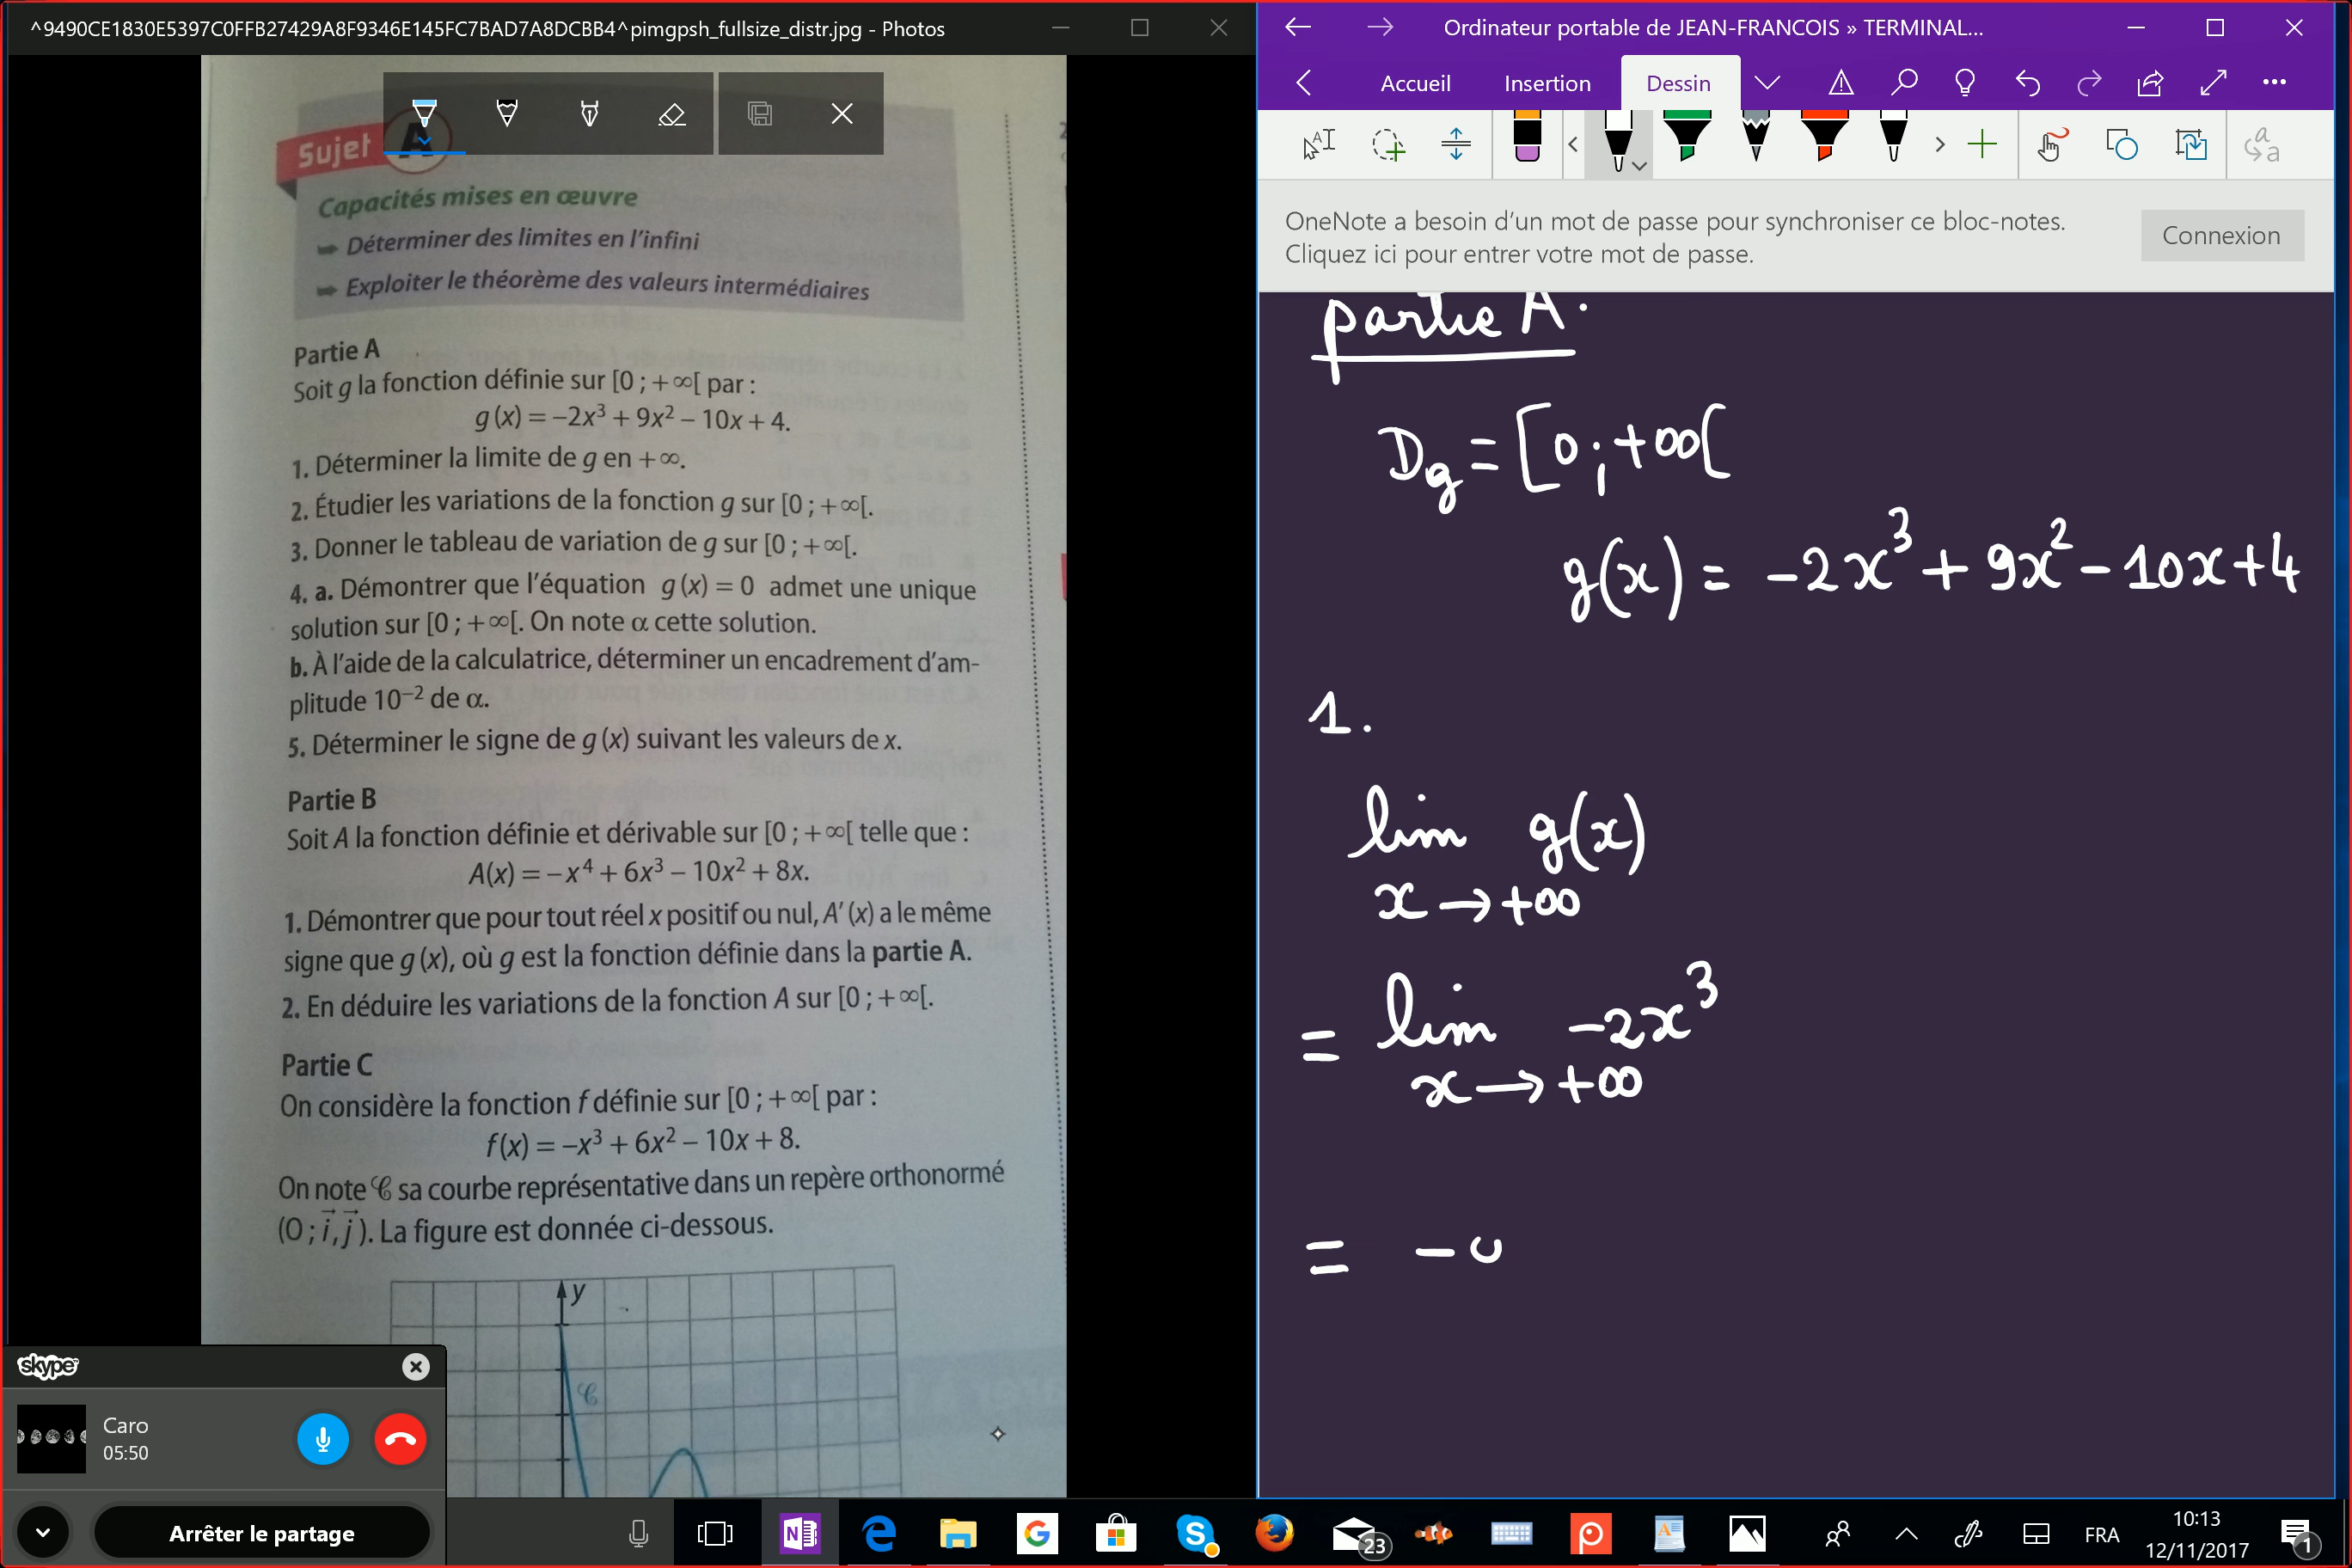 ^9490CE1830E5397C0FFB27429A8F9346E145FC7BAD7A8DCBB4^pimgpsh_fullsize_distr.jpg - Photos
Sujet A
Capacités mises en œuvre
➡ Déterminer des limites en l'infini
➡ Exploiter le théorème des valeurs intermédiaires
Partie A
Soit g la fonction définie sur [0 ; +∞[ par :
g (x) = –2x³ + 9x² – 10x + 4.
1. Déterminer la limite de g en +∞.
2. Étudier les variations de la fonction g sur [0 ; +∞[.
3. Donner le tableau de variation de g sur [0 ; +∞[.
4. a. Démontrer que l'équation g (x) = 0 admet une unique
solution sur [0 ; +∞[. On note α cette solution.
b. À l'aide de la calculatrice, déterminer un encadrement d'am-
plitude 10⁻² de α.
5. Déterminer le signe de g (x) suivant les valeurs de x.
Partie B
Soit A la fonction définie et dérivable sur [0 ; +∞[ telle que :
A(x) = –x⁴ + 6x³ – 10x² + 8x.
1. Démontrer que pour tout réel x positif ou nul, A' (x) a le même
signe que g (x), où g est la fonction définie dans la partie A.
2. En déduire les variations de la fonction A sur [0 ; +∞[.
Partie C
On considère la fonction f définie sur [0 ; +∞[ par :
f (x) = –x³ + 6x² – 10x + 8.
On note 𝒞 sa courbe représentative dans un repère orthonormé
(O ; i⃗, j⃗ ). La figure est donnée ci-dessous.
y
𝒞
skype
Caro
05:50
Arrêter le partage
Ordinateur portable de JEAN-FRANCOIS » TERMINAL...
Accueil Insertion Dessin
OneNote a besoin d'un mot de passe pour synchroniser ce bloc-notes.
Cliquez ici pour entrer votre mot de passe.
Connexion
partie A.
Dg = [0 ; +∞[
g(x) = -2x³ + 9x² - 10x + 4
1.
lim g(x)
x → +∞
= lim -2x³
x → +∞
= -
23
FRA
10:13
12/11/2017
1